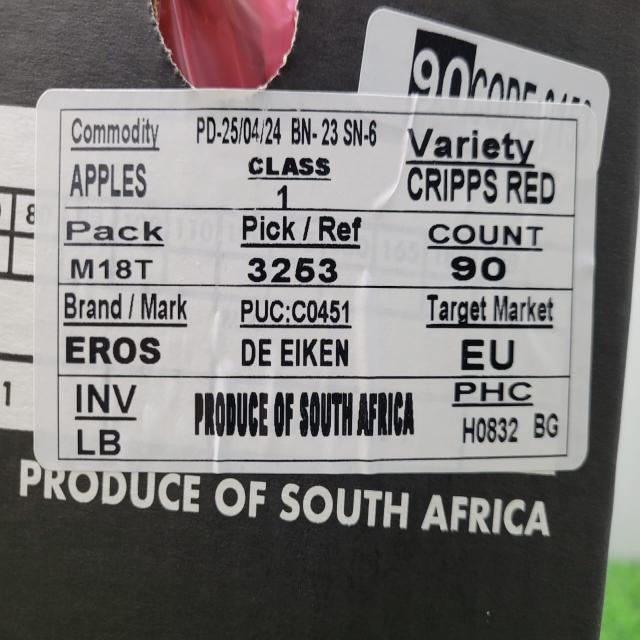 90 CODE
Commodity PD-25/04/24 BN- 23 SN-6 Variety
APPLES CLASS 1 CRIPPS RED
Pack Pick / Ref COUNT
M18T 3253 90
Brand / Mark PUC:C0451 Target Market
EROS DE EIKEN EU
INV PRODUCE OF SOUTH AFRICA PHC
LB H0832 BG
PRODUCE OF SOUTH AFRICA